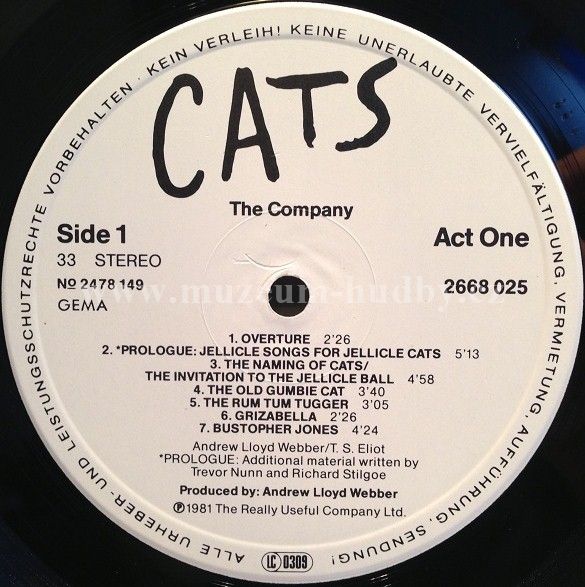 ALLE URHEBER- UND LEISTUNGSSCHUTZRECHTE VORBEHALTEN · KEIN VERLEIH! KEINE UNERLAUBTE VERVIELFÄLTIGUNG, VERMIETUNG, AUFFÜHRUNG, SENDUNG!
CATS
The Company
Side 1
Act One
33 STEREO
No 2478 149
2668 025
GEMA
www.muzeum-hudby.cz
1. OVERTURE 2'26
2. *PROLOGUE: JELLICLE SONGS FOR JELLICLE CATS 5'13
3. THE NAMING OF CATS/
THE INVITATION TO THE JELLICLE BALL 4'58
4. THE OLD GUMBIE CAT 3'40
5. THE RUM TUM TUGGER 3'05
6. GRIZABELLA 2'26
7. BUSTOPHER JONES 4'24
Andrew Lloyd Webber/T. S. Eliot
*PROLOGUE: Additional material written by
Trevor Nunn and Richard Stilgoe
Produced by: Andrew Lloyd Webber
℗ 1981 The Really Useful Company Ltd.
LC 0309